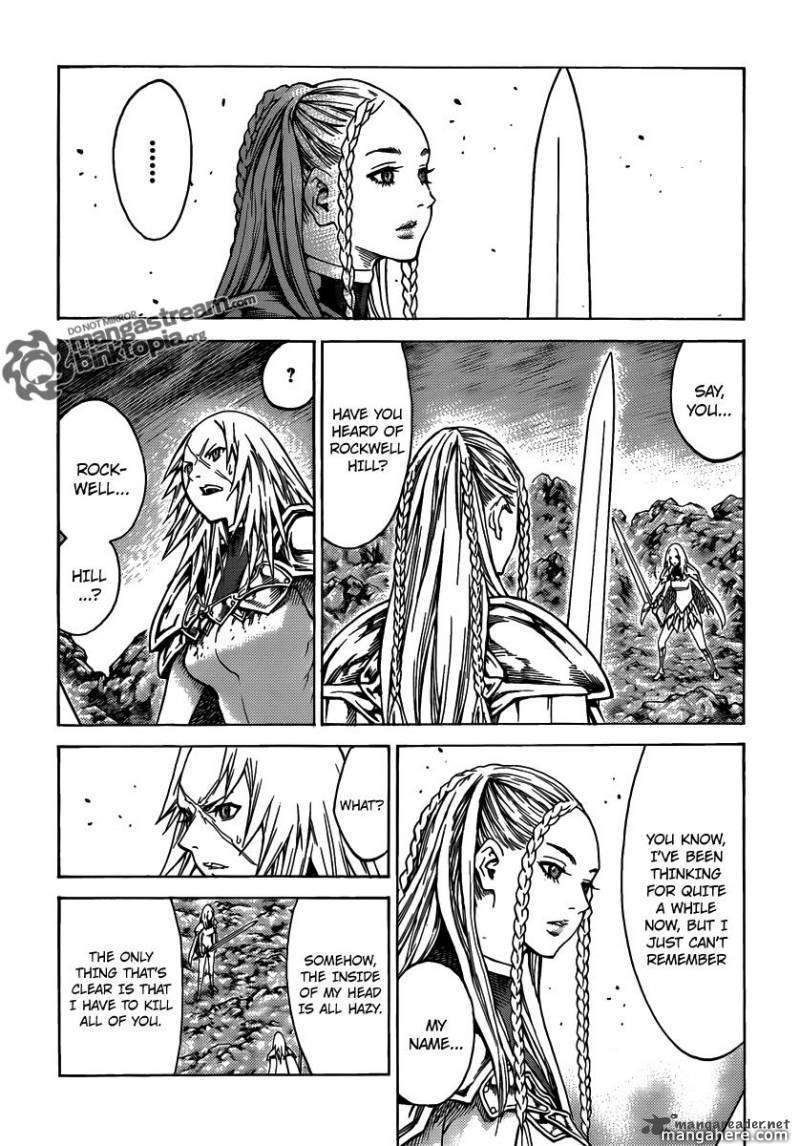 ......
DO NOT MIRROR
mangastream.com
binktopia.org
SAY,
YOU...
HAVE YOU
HEARD OF
ROCKWELL
HILL?
?
ROCK-
WELL...
HILL
...?
YOU KNOW,
I'VE BEEN
THINKING
FOR QUITE
A WHILE
NOW, BUT I
JUST CAN'T
REMEMBER
MY
NAME...
WHAT?
SOMEHOW,
THE INSIDE
OF MY HEAD
IS ALL HAZY.
THE ONLY
THING THAT'S
CLEAR IS THAT
I HAVE TO KILL
ALL OF YOU.
mangareader.net
mangahere.com